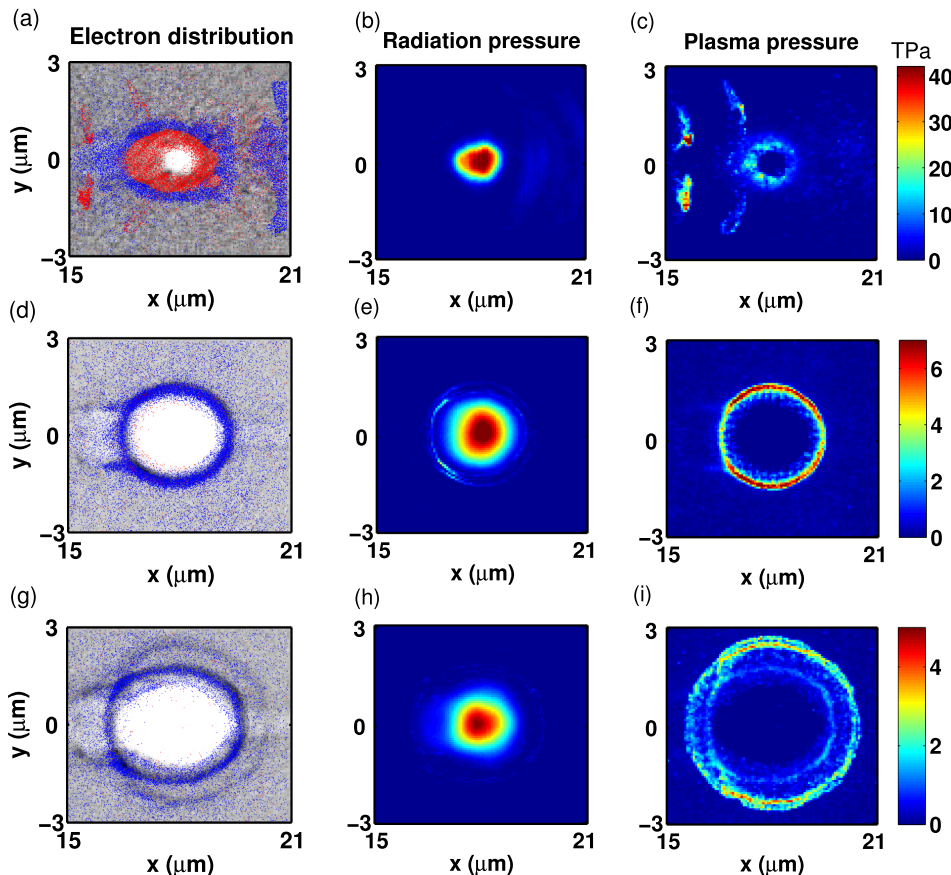 (a) (b) (c)
Electron distribution Radiation pressure Plasma pressure TPa
3 3 3 40
30
y (μm) 0 0 0 20
10
−3 −3 −3 0
15 21 15 21 15 21
x (μm) x (μm) x (μm)
(d) (e) (f)
3 3 3
6
y (μm) 0 0 0 4
2
−3 −3 −3 0
15 21 15 21 15 21
x (μm) x (μm) x (μm)
(g) (h) (i)
3 3 3
4
y (μm) 0 0 0 2
−3 −3 −3 0
15 21 15 21 15 21
x (μm) x (μm) x (μm)